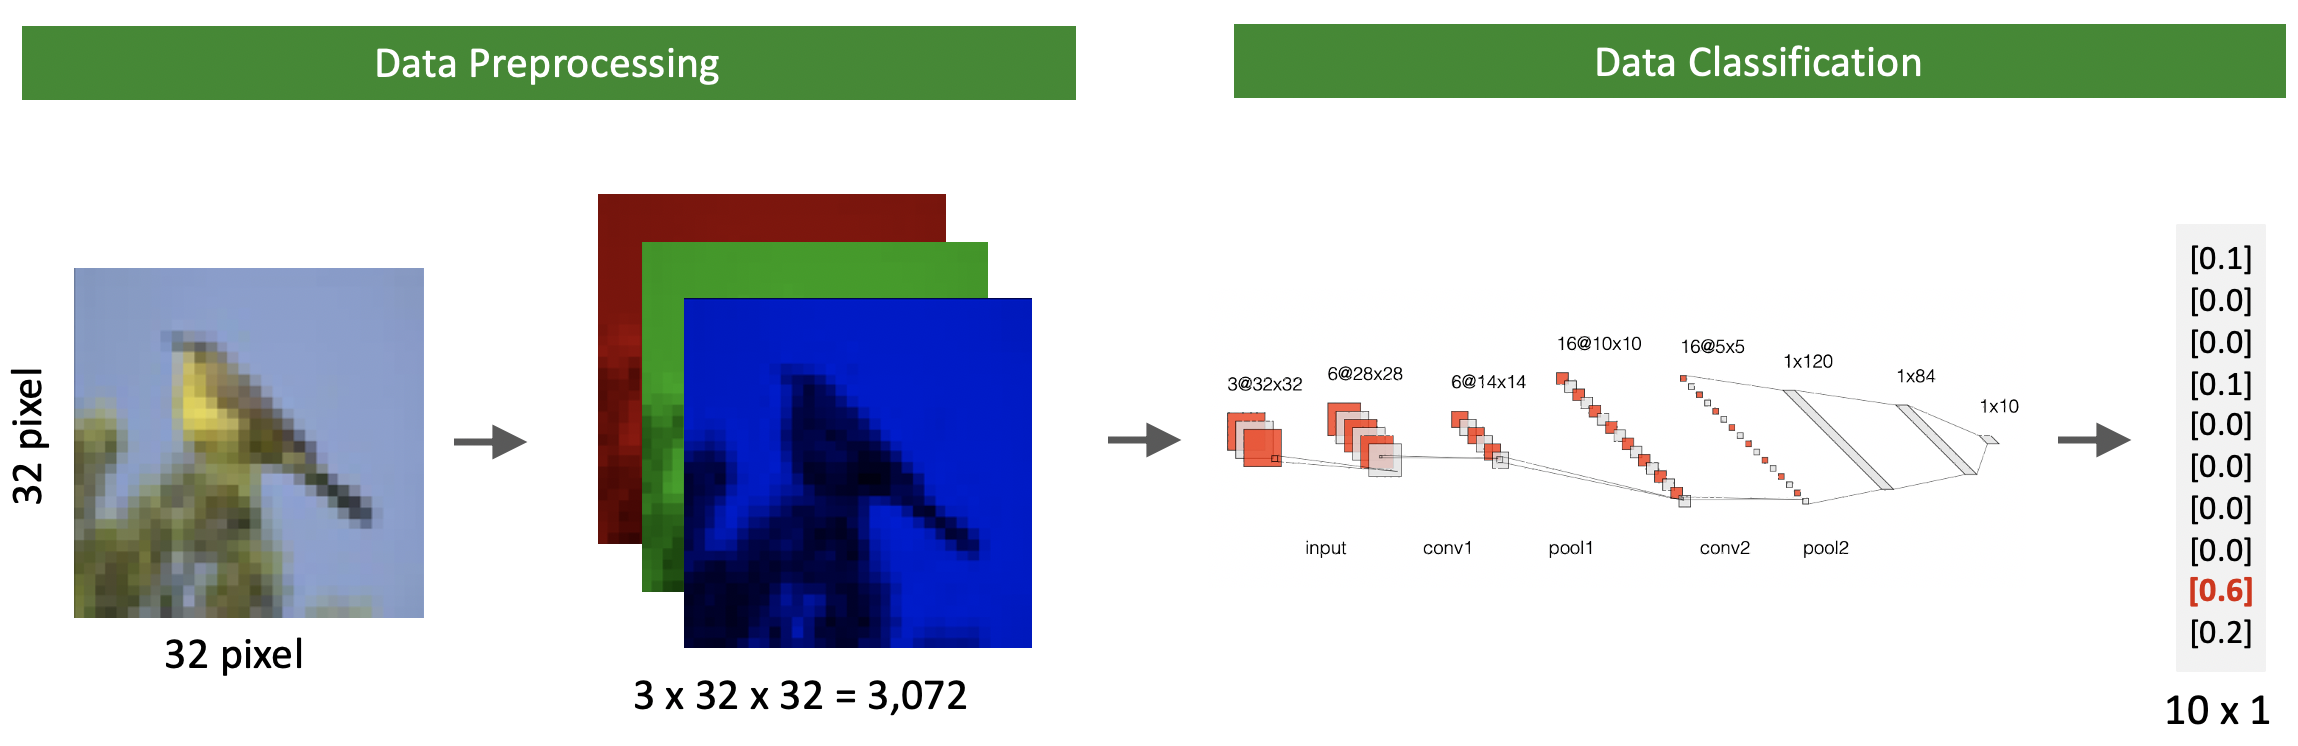 Data Preprocessing
Data Classification
32 pixel
32 pixel
3 x 32 x 32 = 3,072
3@32x32
6@28x28
6@14x14
16@10x10
16@5x5
1x120
1x84
1x10
input
conv1
pool1
conv2
pool2
[0.1]
[0.0]
[0.0]
[0.1]
[0.0]
[0.0]
[0.0]
[0.0]
[0.6]
[0.2]
10 x 1